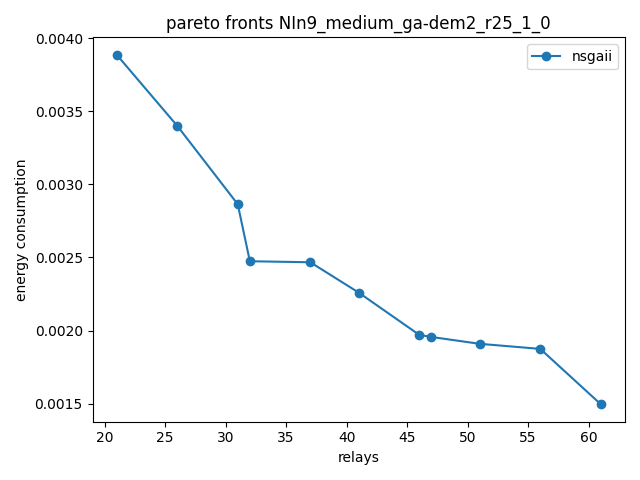 pareto fronts NIn9_medium_ga-dem2_r25_1_0
nsgaii
energy consumption
0.0040
0.0035
0.0030
0.0025
0.0020
0.0015
20 25 30 35 40 45 50 55 60
relays